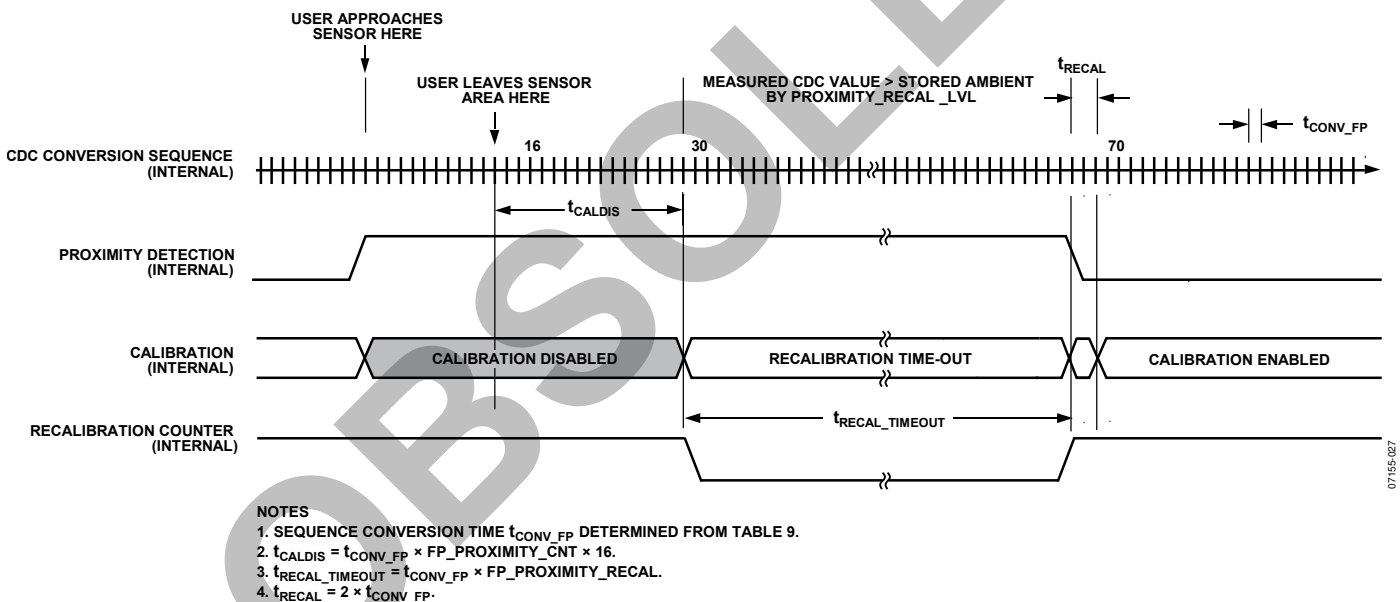 OBSOLE
USER APPROACHES
SENSOR HERE
USER LEAVES SENSOR
AREA HERE
MEASURED CDC VALUE > STORED AMBIENT
BY PROXIMITY_RECAL _LVL
tRECAL
tCONV_FP
CDC CONVERSION SEQUENCE
(INTERNAL)
16
30
70
tCALDIS
PROXIMITY DETECTION
(INTERNAL)
CALIBRATION
(INTERNAL)
CALIBRATION DISABLED
RECALIBRATION TIME-OUT
CALIBRATION ENABLED
tRECAL_TIMEOUT
RECALIBRATION COUNTER
(INTERNAL)
07155-027
NOTES
1. SEQUENCE CONVERSION TIME tCONV_FP DETERMINED FROM TABLE 9.
2. tCALDIS = tCONV_FP × FP_PROXIMITY_CNT × 16.
3. tRECAL_TIMEOUT = tCONV_FP × FP_PROXIMITY_RECAL.
4. tRECAL = 2 × tCONV_FP.